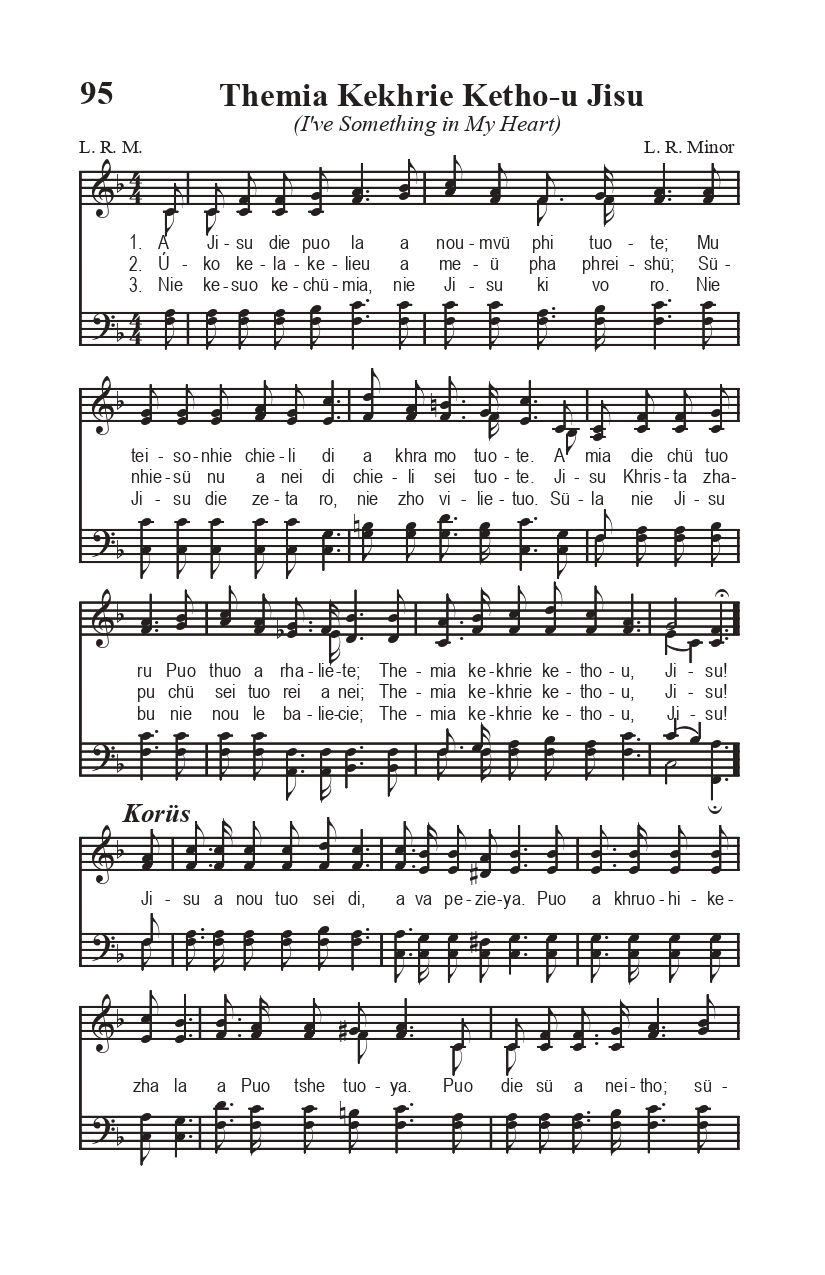 95
Themia Kekhrie Ketho-u Jisu
(I've Something in My Heart)
L. R. M. L. R. Minor
1. A Ji - su die puo la a nou-mvü phi tuo - te; Mu
2. Ú - ko ke - la - ke - lieu a me - ü pha phrei - shü; Sü-
3. Nie ke - suo ke - chü - mia, nie Ji - su ki vo ro. Nie
tei - so - nhie chie - li di a khra mo tuo - te. A mia die chü tuo
nhie - sü nu a nei di chie - li sei tuo - te. Ji - su Khris - ta zha-
Ji - su die ze - ta ro, nie zho vi - lie - tuo. Sü - la nie Ji - su
ru Puo thuo a rha - lie - te; The - mia ke - khrie ke - tho - u, Ji - su!
pu chü sei tuo rei a nei; The - mia ke - khrie ke - tho - u, Ji - su!
bu nie nou le ba - lie - cie; The - mia ke - khrie ke - tho - u, Ji - su!
Korüs
Ji - su a nou tuo sei di, a va pe - zie - ya. Puo a khruo - hi - ke-
zha la a Puo tshe tuo - ya. Puo die sü a nei - tho; sü-